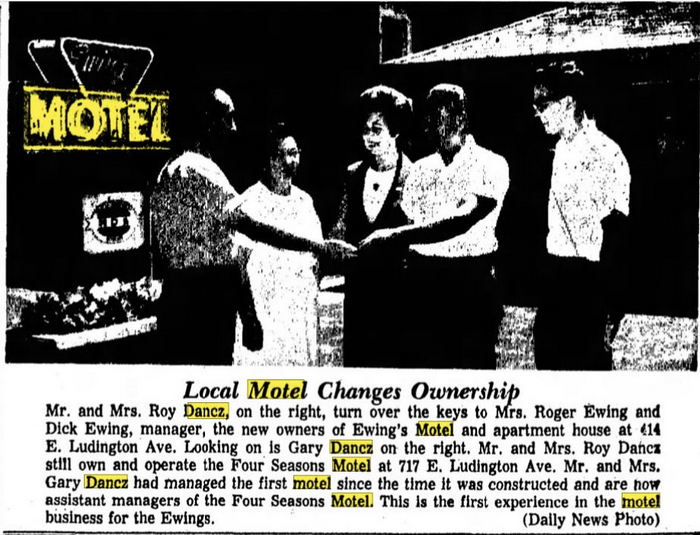 MOTEL
Local Motel Changes Ownership
Mr. and Mrs. Roy Dancz, on the right, turn over the keys to Mrs. Roger Ewing and
Dick Ewing, manager, the new owners of Ewing's Motel and apartment house at 414
E. Ludington Ave. Looking on is Gary Dancz on the right. Mr. and Mrs. Roy Dancz
still own and operate the Four Seasons Motel at 717 E. Ludington Ave. Mr. and Mrs.
Gary Dancz had managed the first motel since the time it was constructed and are now
assistant managers of the Four Seasons Motel. This is the first experience in the motel
business for the Ewings. (Daily News Photo)